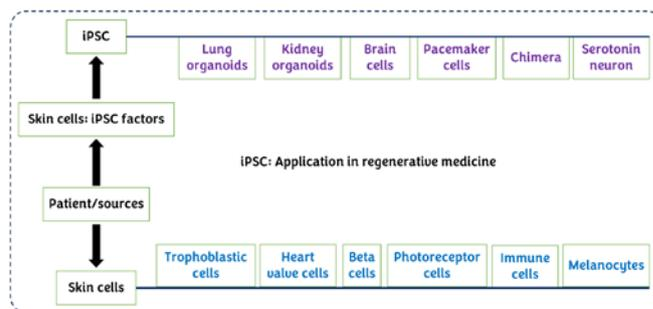 iPSC
Lung
organoids
Kidney
organoids
Brain
cells
Pacemaker
cells
Chimera
Serotonin
neuron
Skin cells: iPSC factors
iPSC: Application in regenerative medicine
Patient/sources
Trophoblastic
cells
Heart
valve cells
Beta
cells
Photoreceptor
cells
Immune
cells
Melanocytes
Skin cells